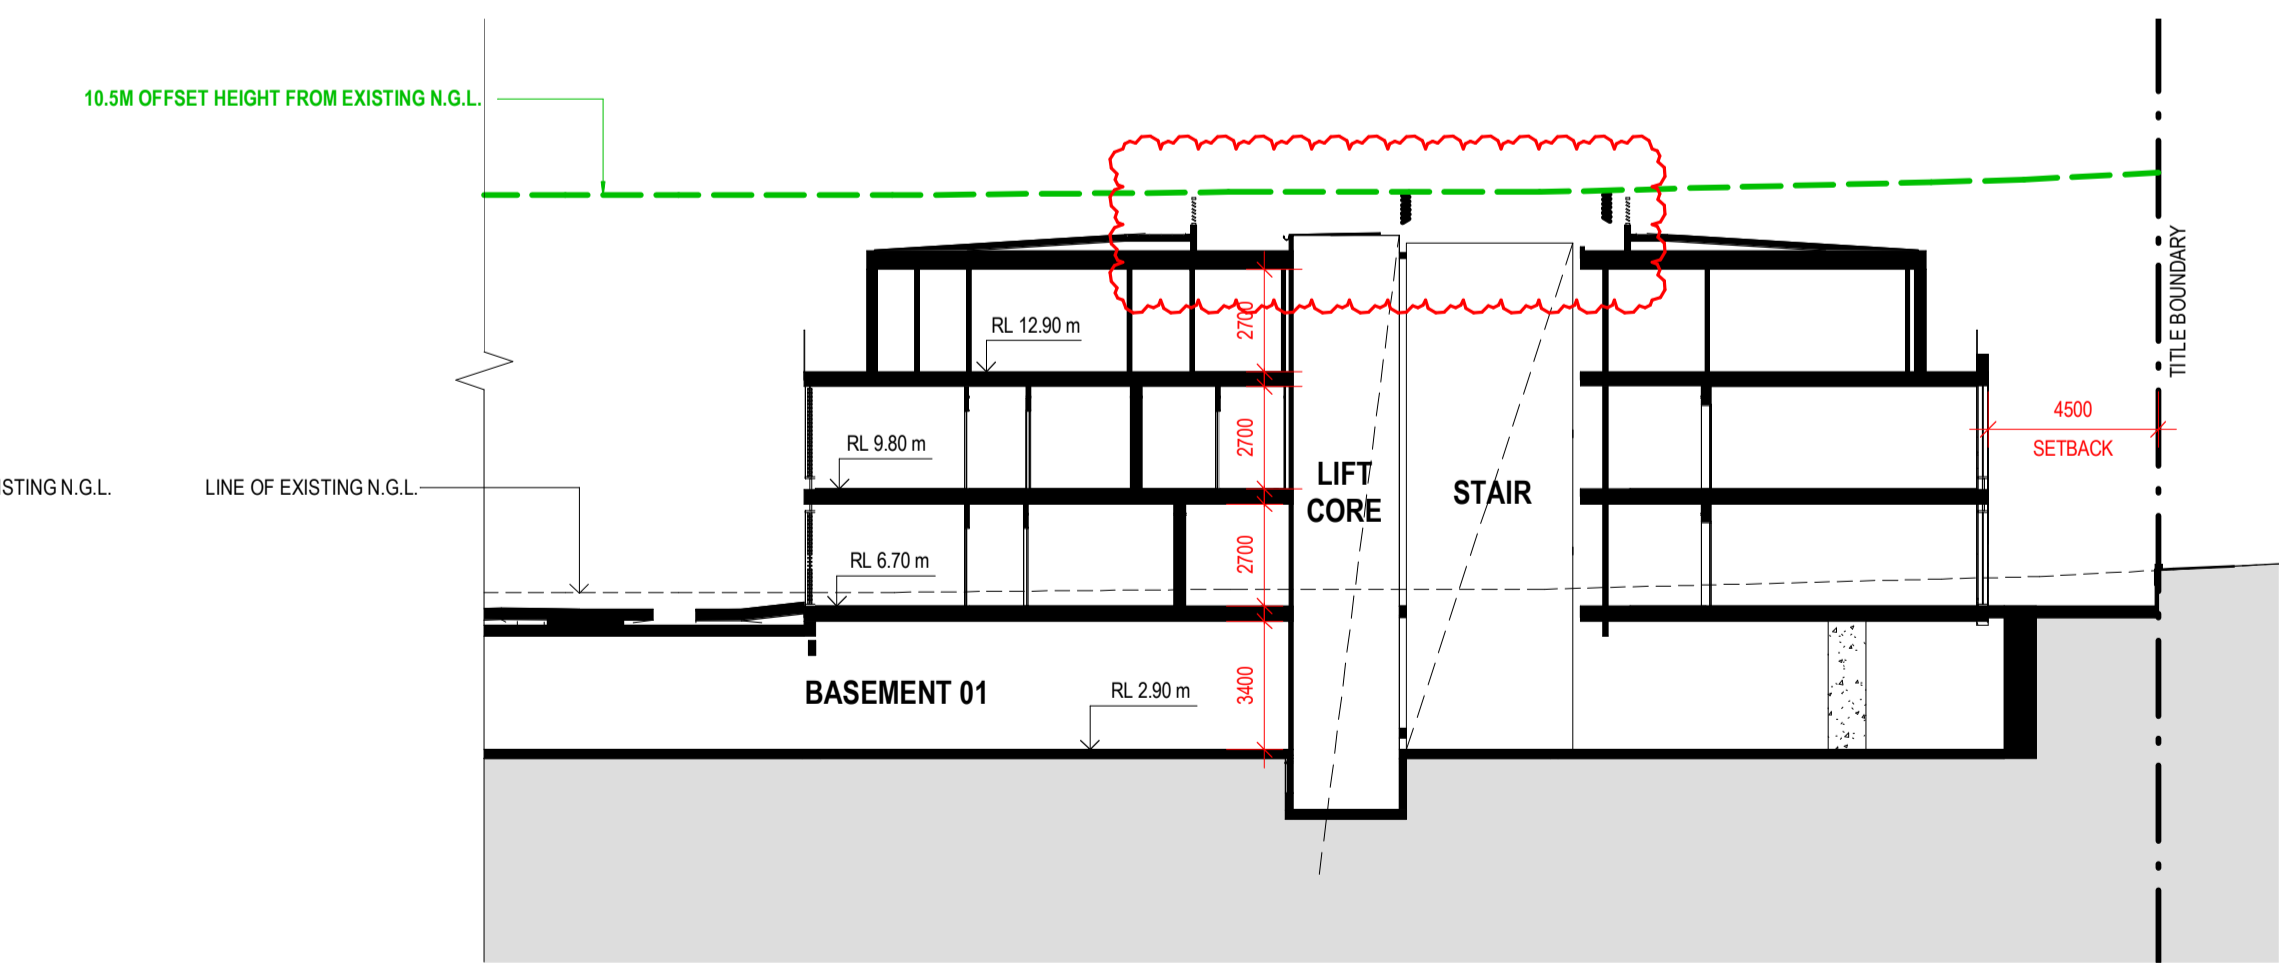 10.5M OFFSET HEIGHT FROM EXISTING N.G.L.
TITLE BOUNDARY
RL 12.90 m
2700
4500
SETBACK
RL 9.80 m
2700
LIFT
CORE
STAIR
ISTING N.G.L.
LINE OF EXISTING N.G.L.
RL 6.70 m
2700
BASEMENT 01
RL 2.90 m
3400